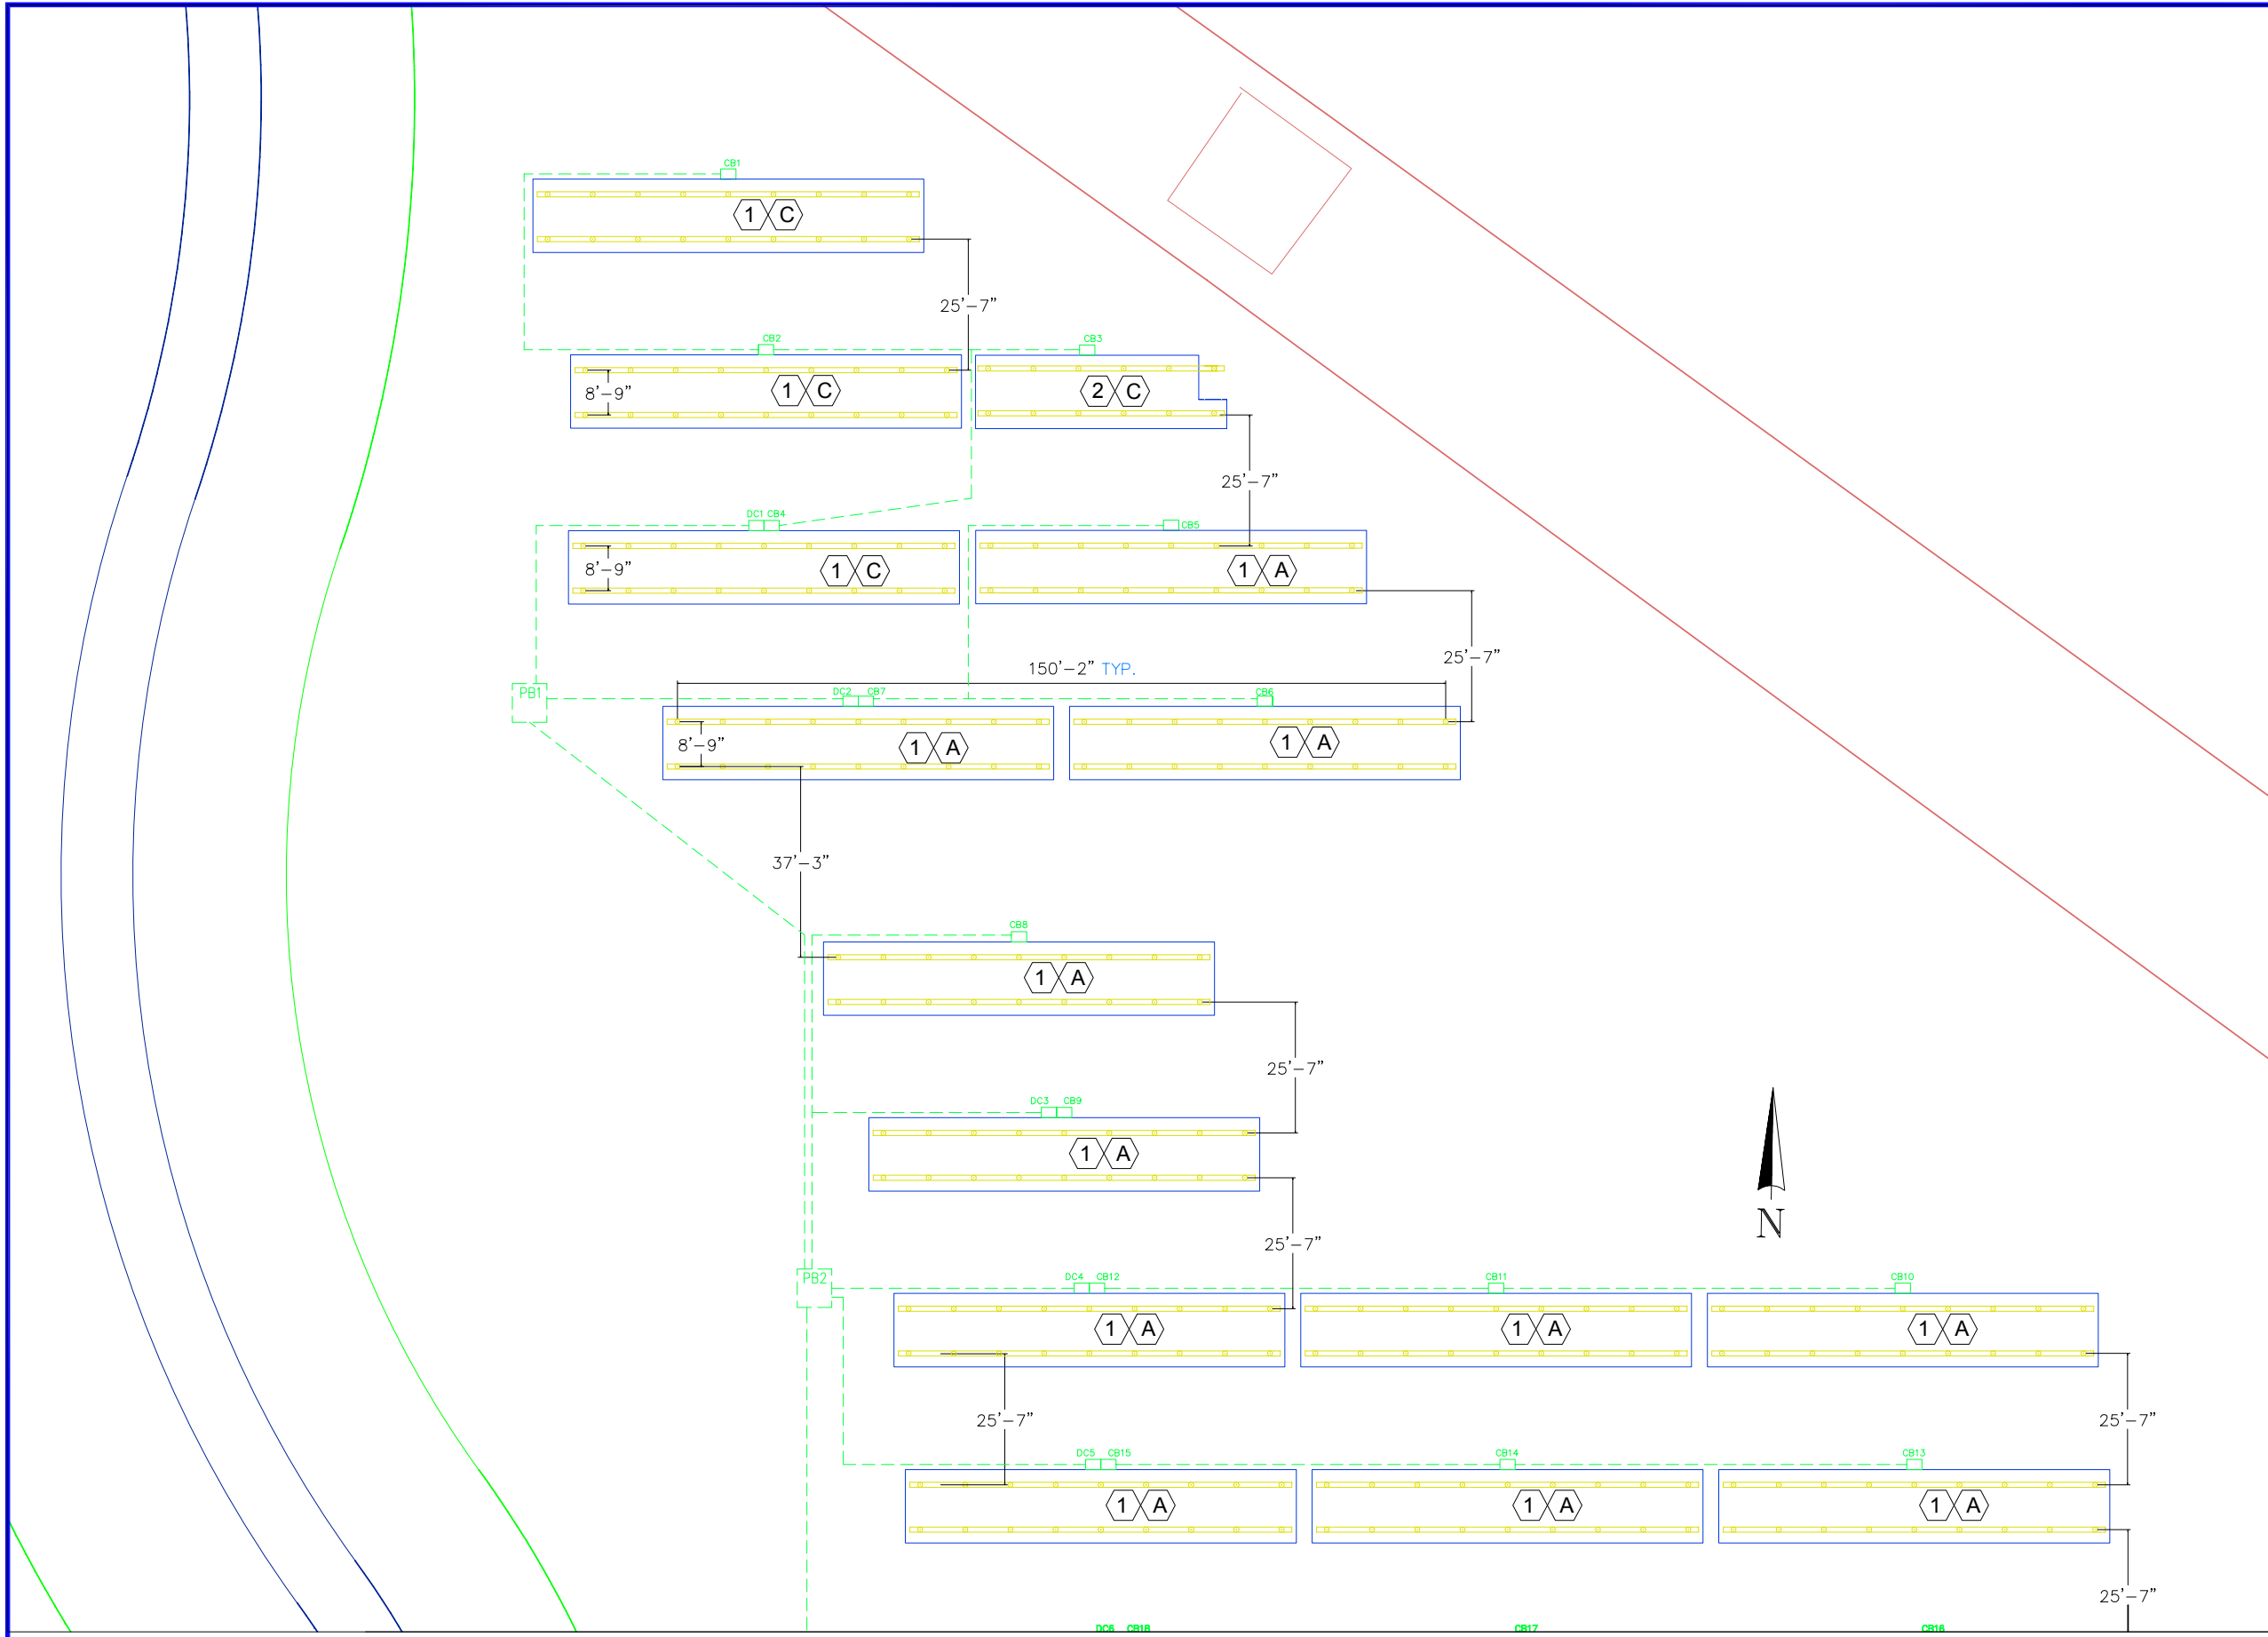 CB1
1 C
25'-7"
CB2 CB3
8'-9" 1 C 2 C
25'-7"
DC1 CB4 CB5
8'-9" 1 C 1 A
25'-7"
150'-2" TYP.
PB1 DC2 CB7 CB6
8'-9" 1 A 1 A
37'-3"
CB8
1 A
25'-7"
DC3 CB9
1 A
N
25'-7"
PB2 DC4 CB12 CB11 CB10
1 A 1 A 1 A
25'-7" 25'-7"
DC5 CB15 CB14 CB13
1 A 1 A 1 A
25'-7"
DC6 CB18 CB17 CB16